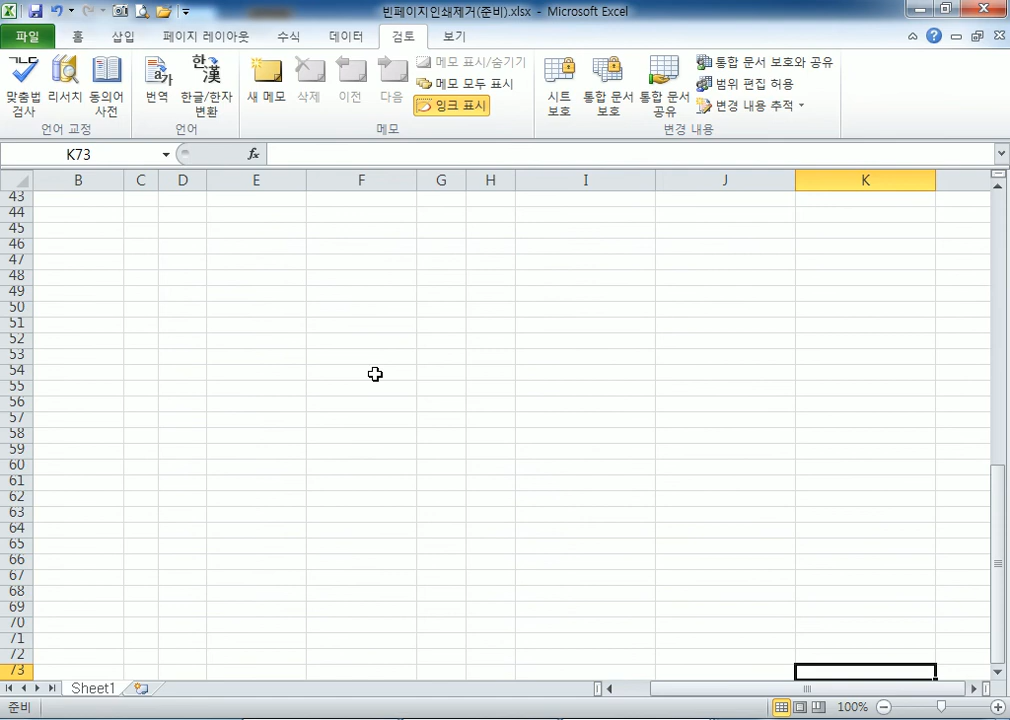 빈페이지인쇄제거(준비).xlsx - Microsoft Excel
파일 홈 삽입 페이지 레이아웃 수식 데이터 검토 보기
맞춤법 검사 리서치 동의어 사전
언어 교정
번역 한글/한자 변환
언어
새 메모 삭제 이전 다음
메모 표시/숨기기
메모 모두 표시
잉크 표시
메모
시트 보호 통합 문서 보호 통합 문서 공유
통합 문서 보호와 공유
범위 편집 허용
변경 내용 추적
변경 내용
K73 fx
B C D E F G H I J K
43
44
45
46
47
48
49
50
51
52
53
54
55
56
57
58
59
60
61
62
63
64
65
66
67
68
69
70
71
72
73
Sheet1
준비 100%